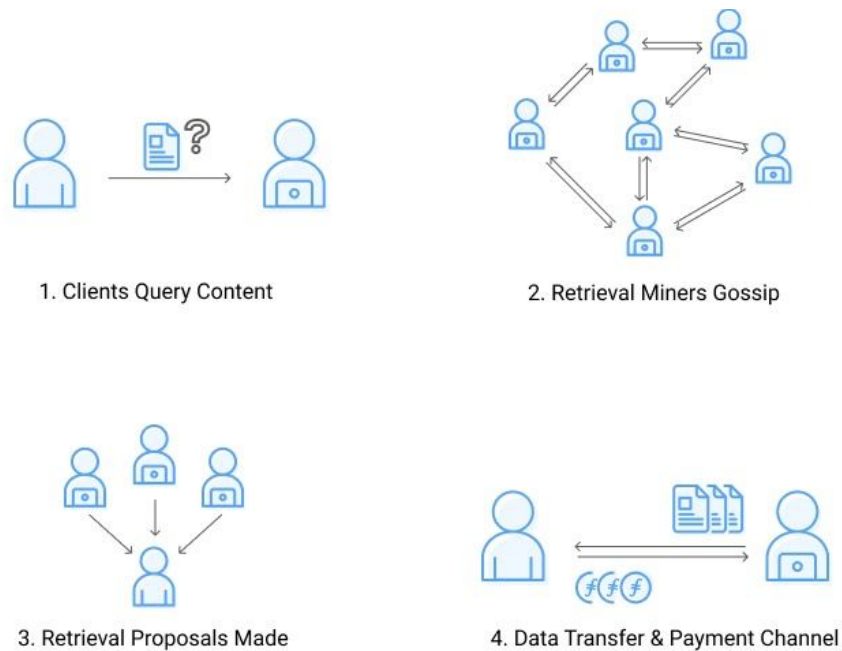 ?
1. Clients Query Content
2. Retrieval Miners Gossip
3. Retrieval Proposals Made
4. Data Transfer & Payment Channel